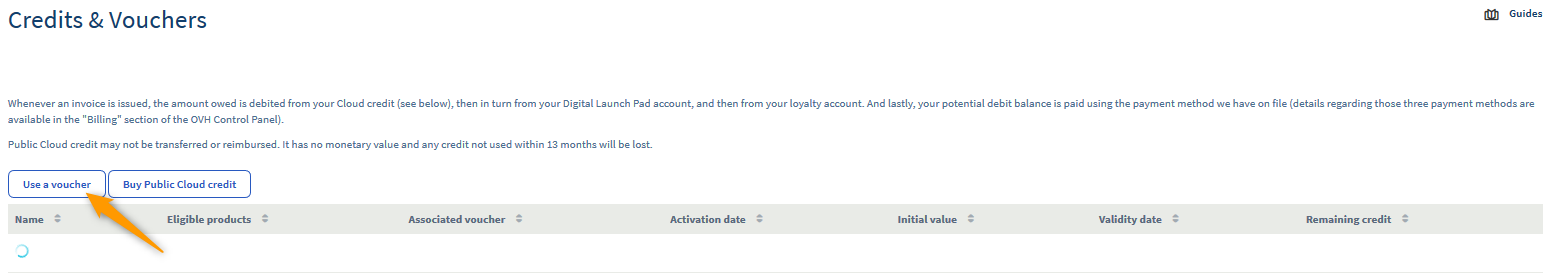 Credits & Vouchers
Guides
Whenever an invoice is issued, the amount owed is debited from your Cloud credit (see below), then in turn from your Digital Launch Pad account, and then from your loyalty account. And lastly, your potential debit balance is paid using the payment method we have on file (details regarding those three payment methods are
available in the "Billing" section of the OVH Control Panel).
Public Cloud credit may not be transferred or reimbursed. It has no monetary value and any credit not used within 13 months will be lost.
Use a voucher Buy Public Cloud credit
Name Eligible products Associated voucher Activation date Initial value Validity date Remaining credit